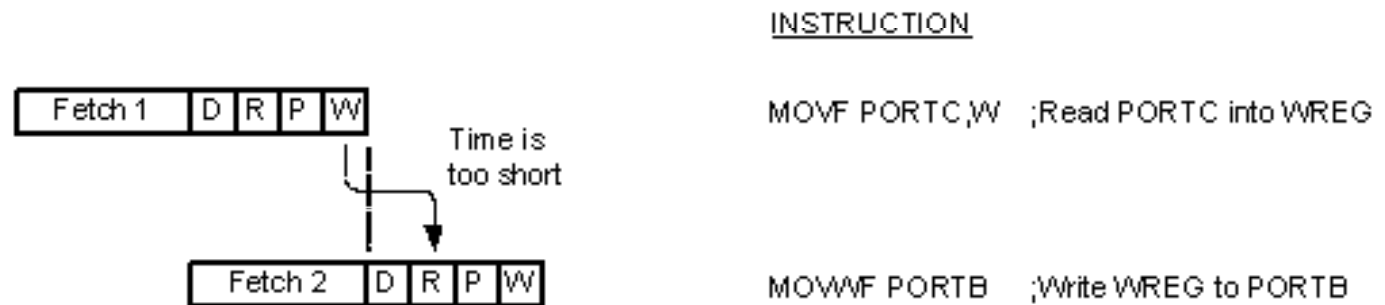 INSTRUCTION
Fetch 1 D R P W MOVF PORTC,W ;Read PORTC into WREG
Time is
too short
Fetch 2 D R P W MOVWF PORTB ;Write WREG to PORTB